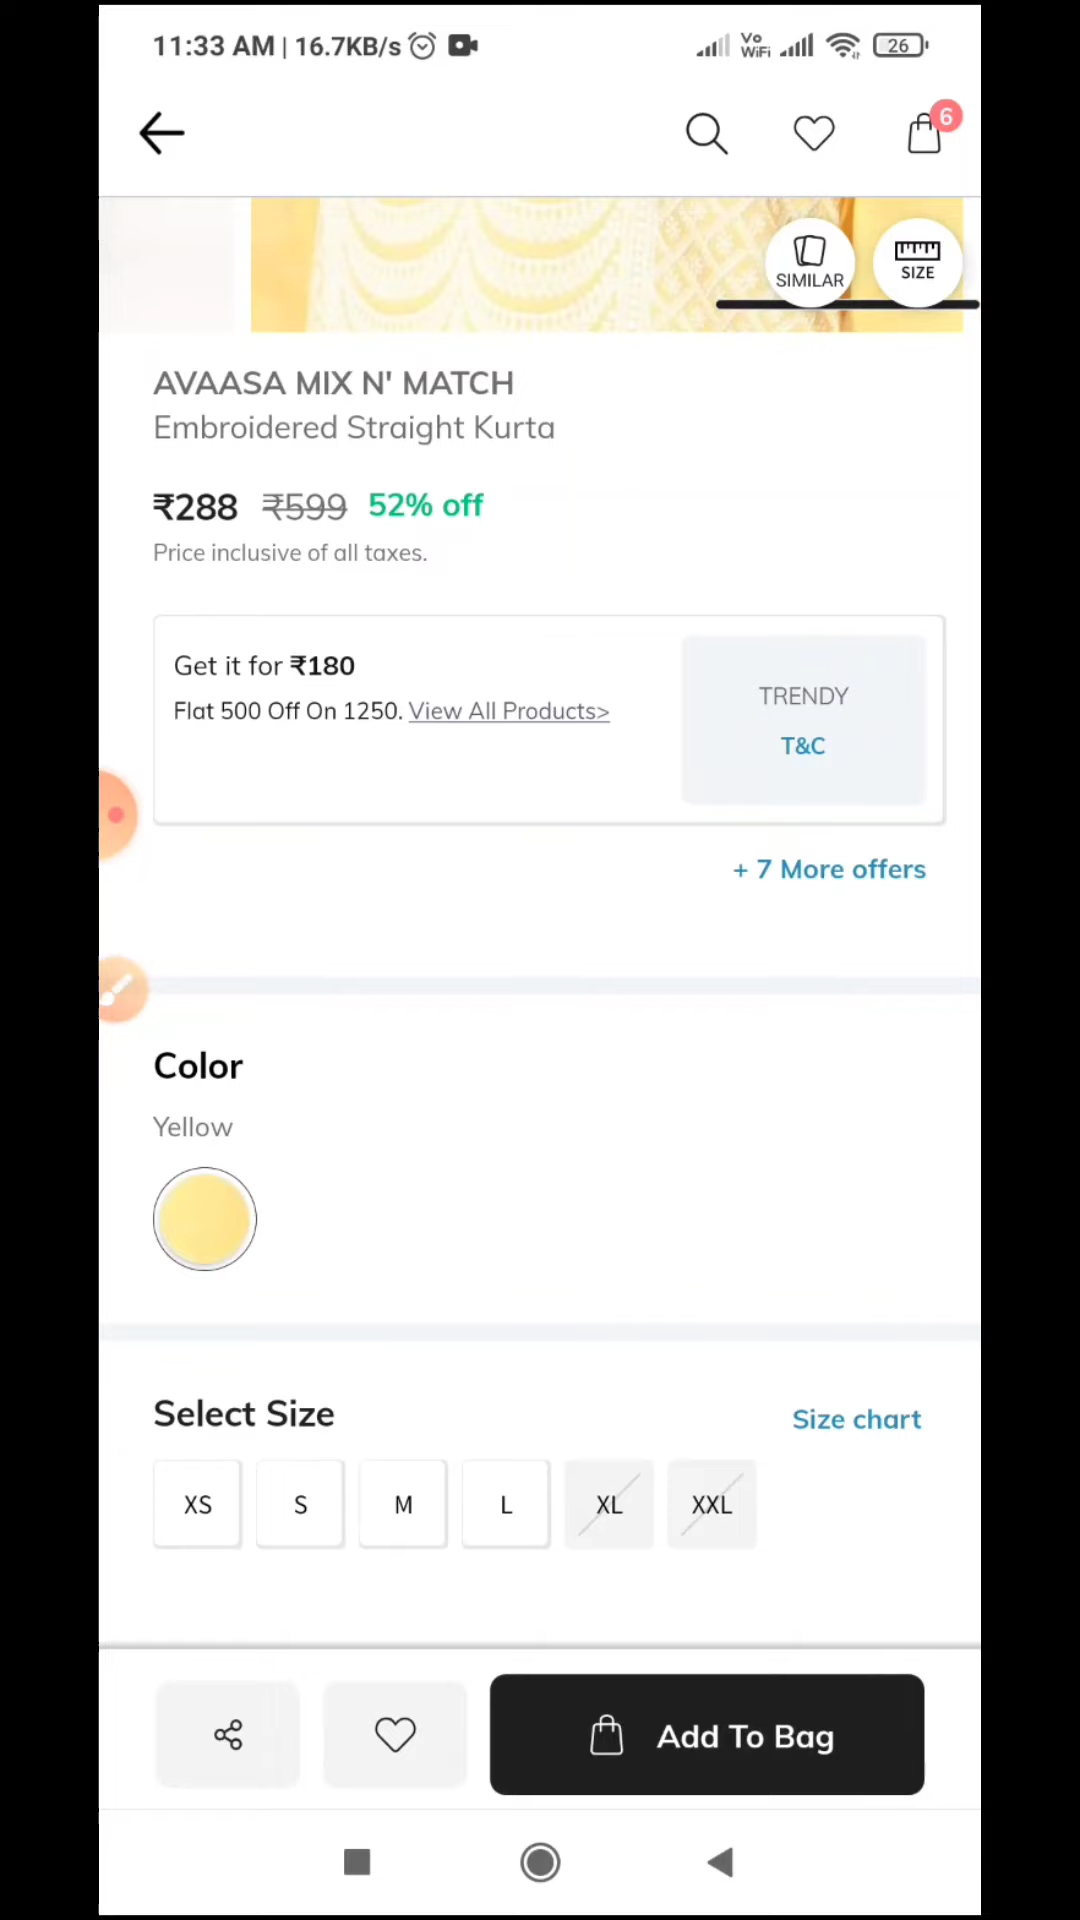 11:33 AM | 16.7KB/s
Vo WiFi
26
6
SIMILAR
SIZE
AVAASA MIX N' MATCH
Embroidered Straight Kurta
₹288 ₹599 52% off
Price inclusive of all taxes.
Get it for ₹180
Flat 500 Off On 1250. View All Products>
TRENDY
T&C
+ 7 More offers
Color
Yellow
Select Size
Size chart
XS S M L XL XXL
Add To Bag